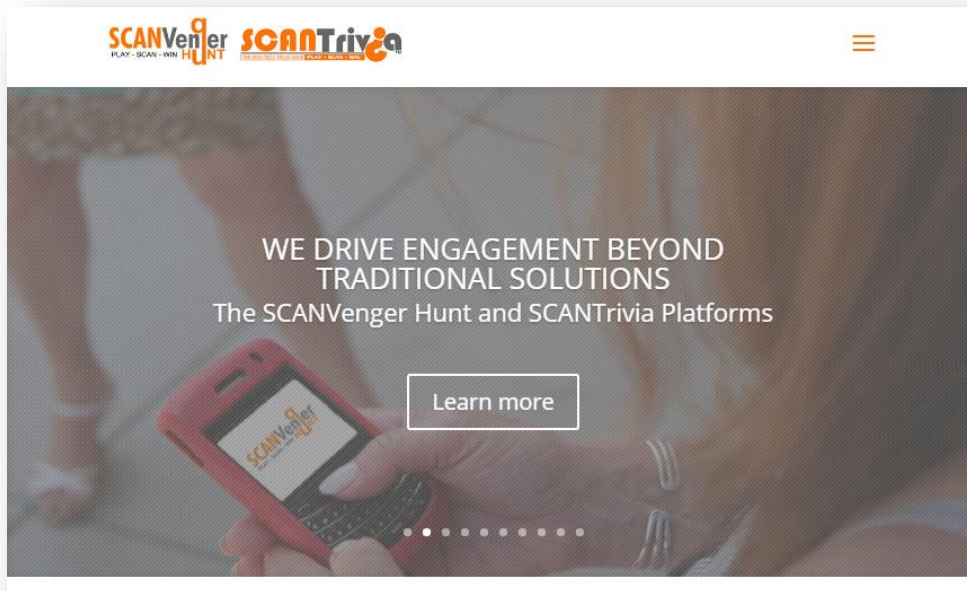 SCANVenger SCANTrivia
PLAY - SCAN - WIN HUNT
WE DRIVE ENGAGEMENT BEYOND
TRADITIONAL SOLUTIONS
The SCANVenger Hunt and SCANTrivia Platforms
Learn more
SCANVenger
HUNT